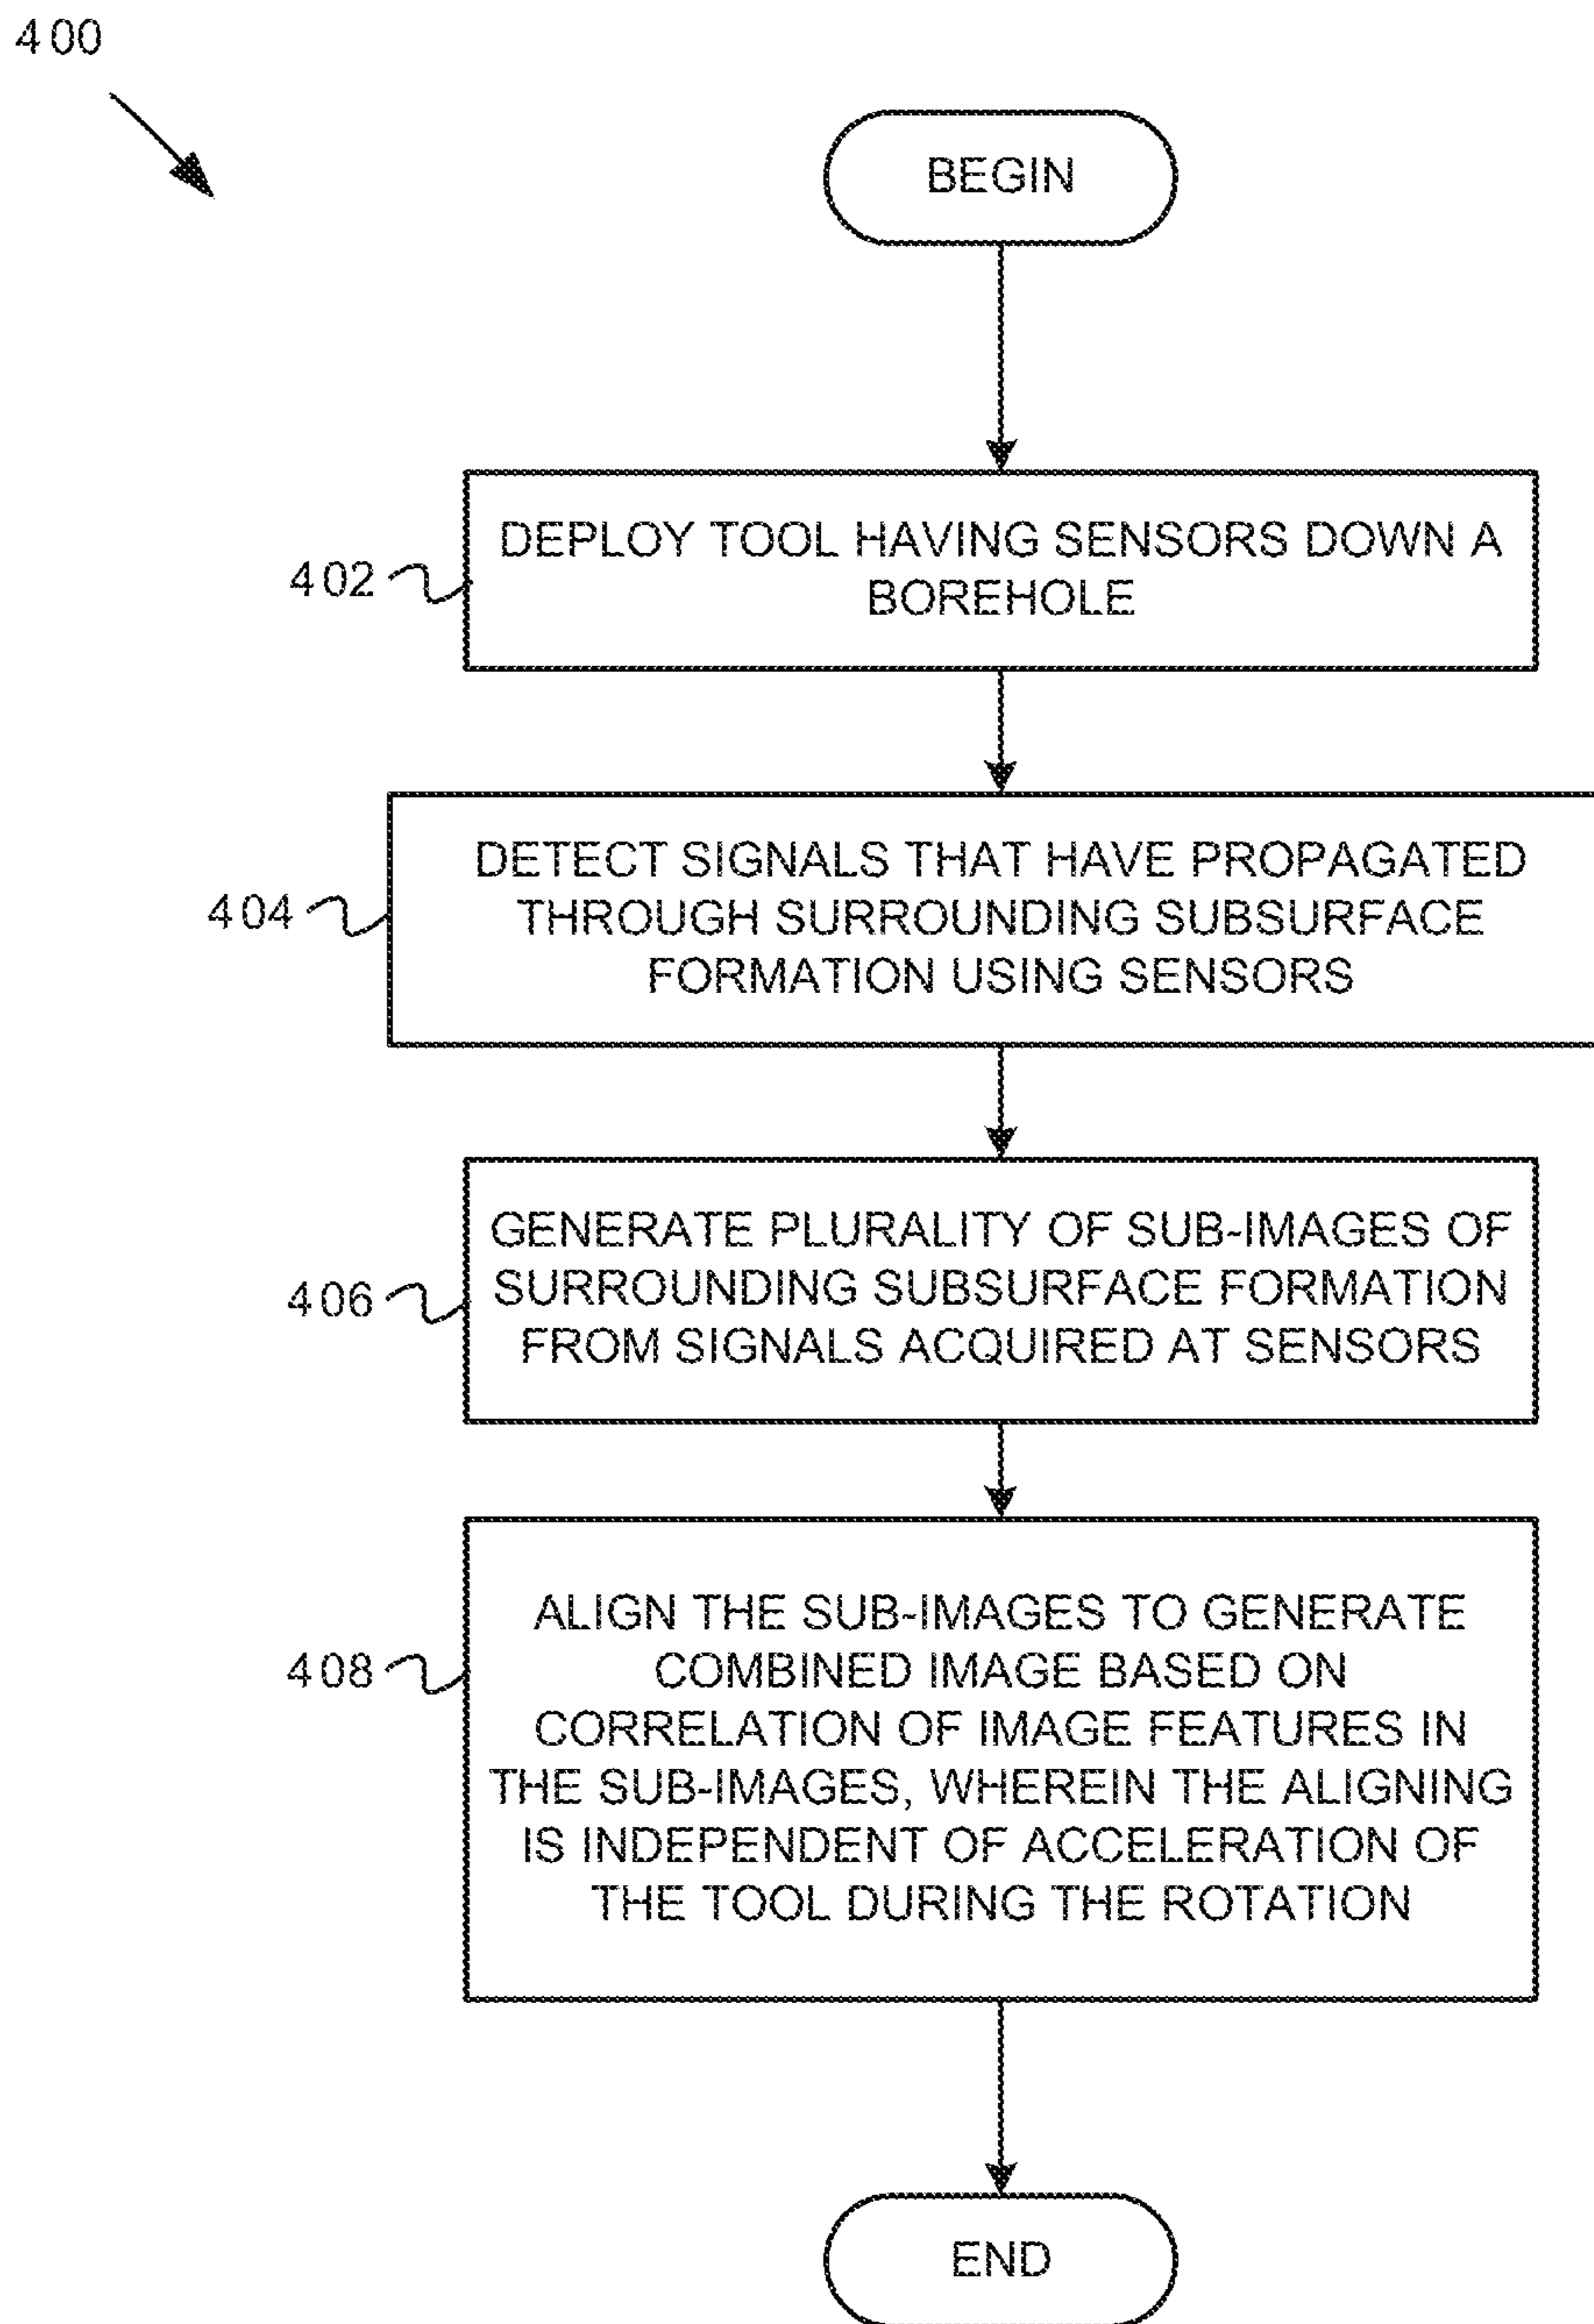 400
BEGIN
402
DEPLOY TOOL HAVING SENSORS DOWN A
BOREHOLE
404
DETECT SIGNALS THAT HAVE PROPAGATED
THROUGH SURROUNDING SUBSURFACE
FORMATION USING SENSORS
406
GENERATE PLURALITY OF SUB-IMAGES OF
SURROUNDING SUBSURFACE FORMATION
FROM SIGNALS ACQUIRED AT SENSORS
408
ALIGN THE SUB-IMAGES TO GENERATE
COMBINED IMAGE BASED ON
CORRELATION OF IMAGE FEATURES IN
THE SUB-IMAGES, WHEREIN THE ALIGNING
IS INDEPENDENT OF ACCELERATION OF
THE TOOL DURING THE ROTATION
END